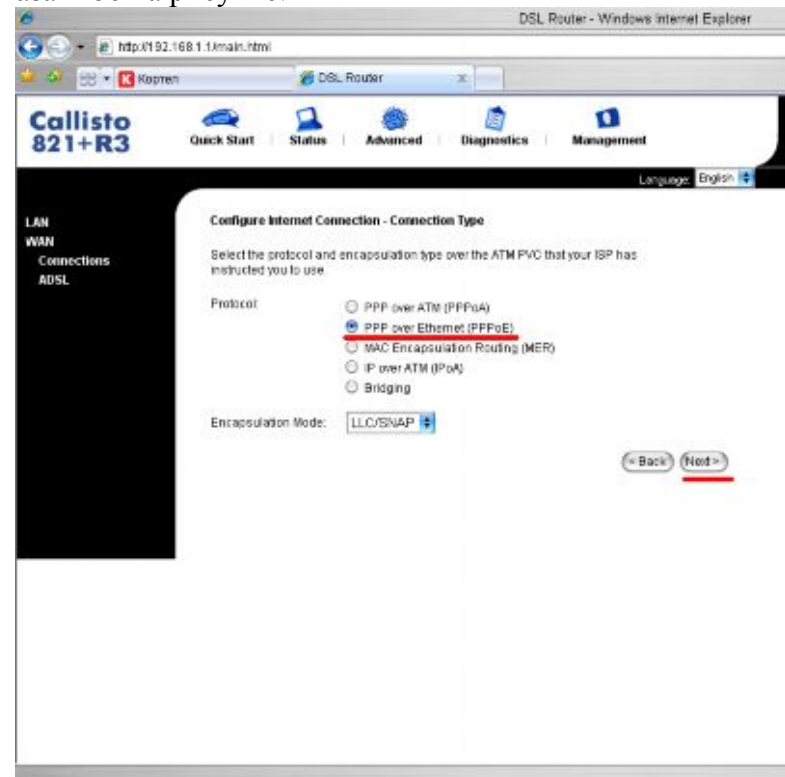 DSL Router - Windows Internet Explorer
http://192.168.1.1/main.html
Кортеп
DSL Router x
Callisto
821+R3
Quick Start | Status | Advanced | Diagnostics | Management
Language: English
LAN
WAN
Connections
ADSL
Configure Internet Connection - Connection Type
Select the protocol and encapsulation type over the ATM PVC that your ISP has
instructed you to use
Protocol:
PPP over ATM (PPPoA)
PPP over Ethernet (PPPoE)
MAC Encapsulation Routing (MER)
IP over ATM (IPoA)
Bridging
Encapsulation Mode: LLC/SNAP
< Back Next >